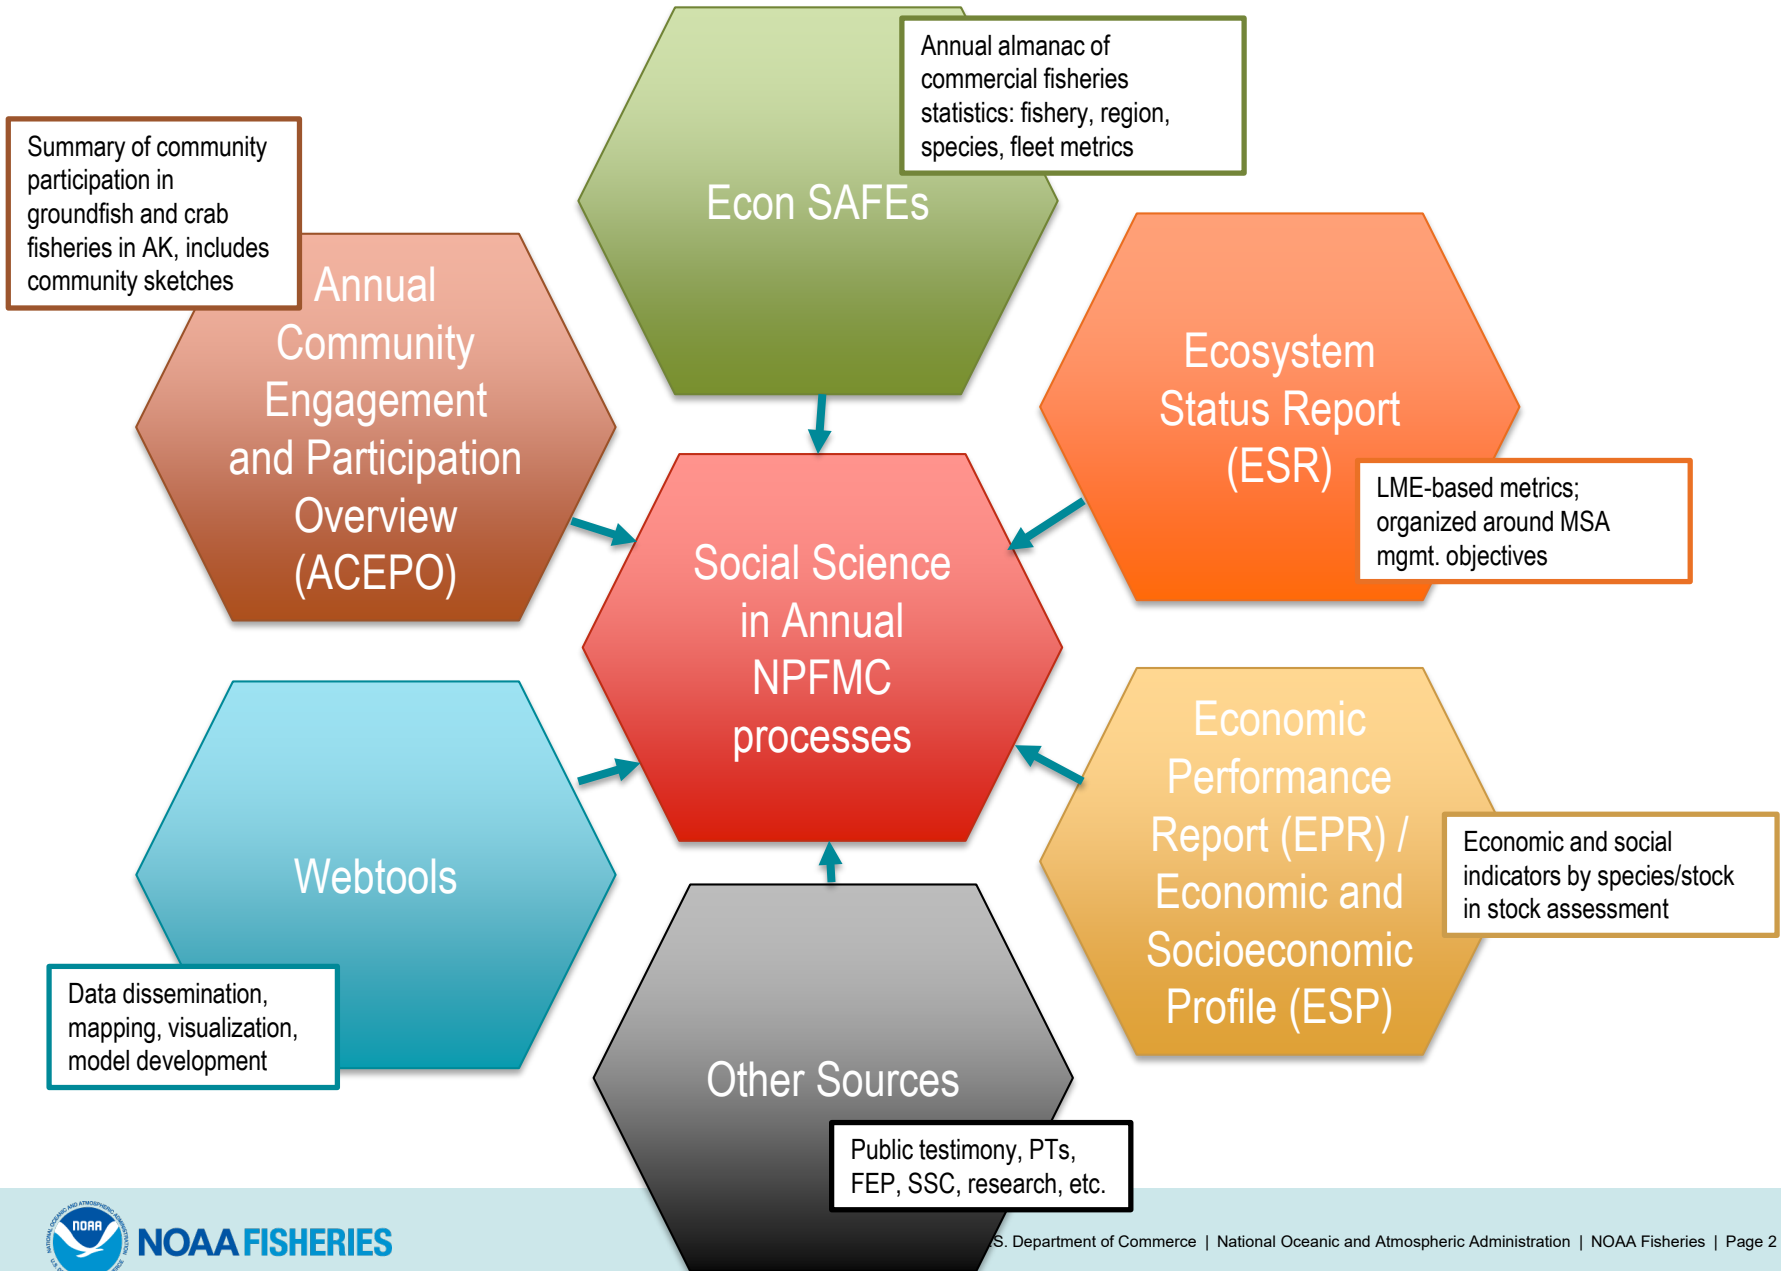 Annual almanac of
commercial fisheries
statistics: fishery, region,
species, fleet metrics
Econ SAFEs
Summary of community
participation in
groundfish and crab
fisheries in AK, includes
community sketches
Annual
Community
Engagement
and Participation
Overview
(ACEPO)
Ecosystem
Status Report
(ESR)
LME-based metrics;
organized around MSA
mgmt. objectives
Social Science
in Annual
NPFMC
processes
Economic
Performance
Report (EPR) /
Economic and
Socioeconomic
Profile (ESP)
Economic and social
indicators by species/stock
in stock assessment
Webtools
Data dissemination,
mapping, visualization,
model development
Other Sources
Public testimony, PTs,
FEP, SSC, research, etc.
NOAA
NOAA FISHERIES
S. Department of Commerce | National Oceanic and Atmospheric Administration | NOAA Fisheries | Page 2